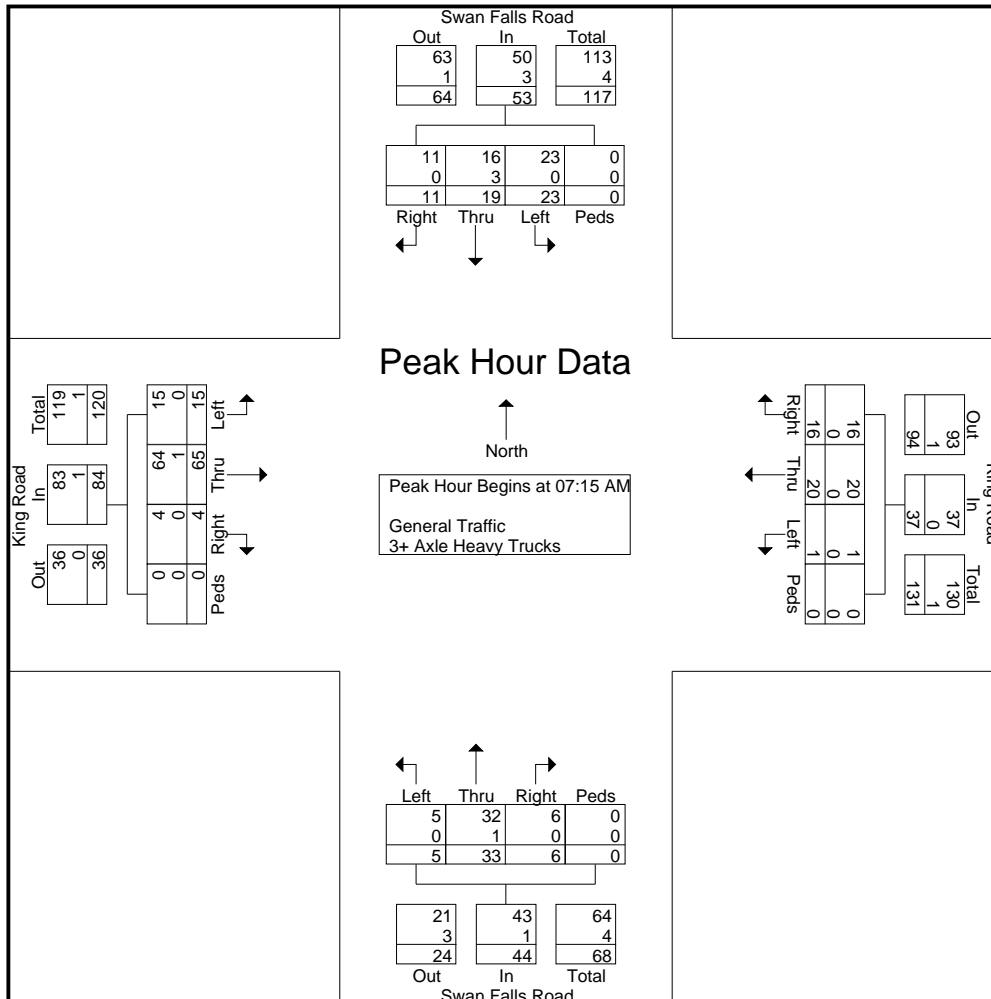 Swan Falls Road
Out In Total
63 50 113
1 3 4
64 53 117
11 16 23 0
0 3 0 0
11 19 23 0
Right Thru Left Peds
Peak Hour Data
North
Peak Hour Begins at 07:15 AM
General Traffic
3+ Axle Heavy Trucks
King Road
Out In Total
36 83 119
0 1 1
36 84 120
Peds Right Thru Left
0 4 64 15
0 0 1 0
0 4 65 15
King Road
Out In Total
93 37 130
1 0 1
94 37 131
16 20 1 0
0 0 0 0
16 20 1 0
Right Thru Left Peds
Left Thru Right Peds
5 32 6 0
0 1 0 0
5 33 6 0
21 43 64
3 1 4
24 44 68
Out In Total
Swan Falls Road